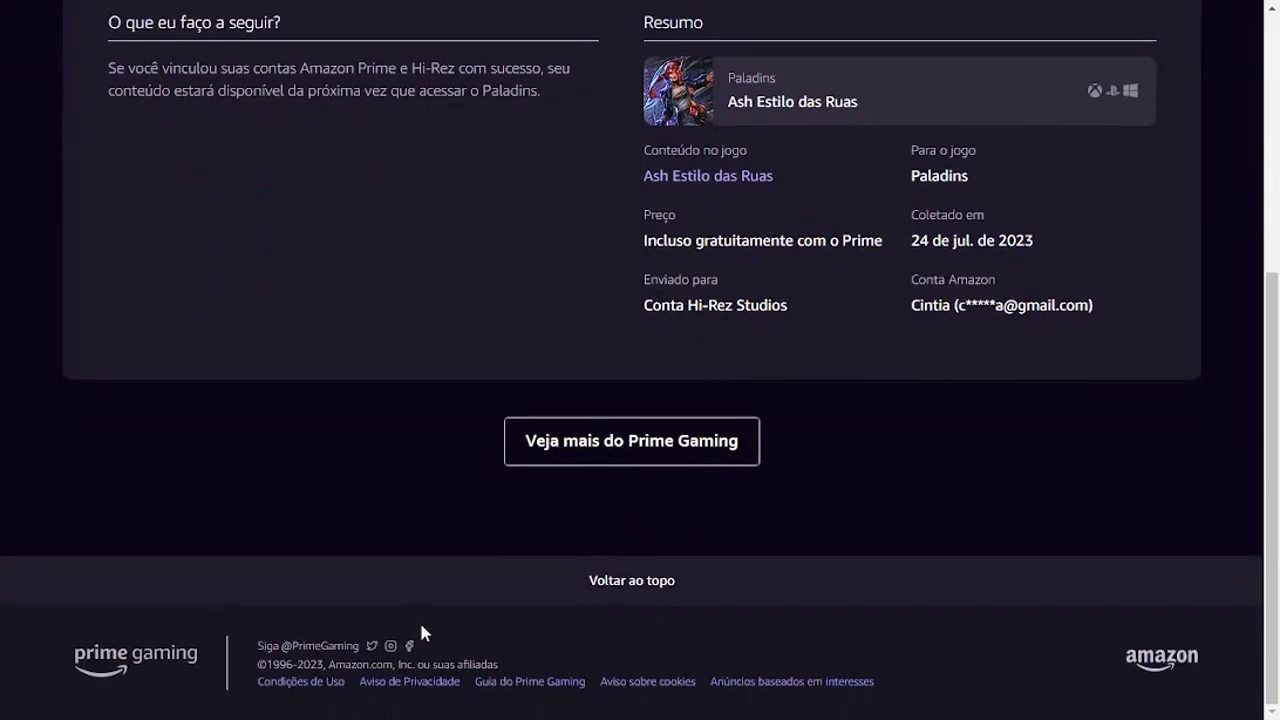 O que eu faço a seguir?
Se você vinculou suas contas Amazon Prime e Hi-Rez com sucesso, seu
conteúdo estará disponível da próxima vez que acessar o Paladins.
Resumo
Paladins
Ash Estilo das Ruas
Conteúdo no jogo
Ash Estilo das Ruas
Para o jogo
Paladins
Preço
Incluso gratuitamente com o Prime
Coletado em
24 de jul. de 2023
Enviado para
Conta Hi-Rez Studios
Conta Amazon
Cintia (c*****a@gmail.com)
Veja mais do Prime Gaming
Voltar ao topo
prime gaming
Siga @PrimeGaming
©1996-2023, Amazon.com, Inc. ou suas afiliadas
Condições de Uso Aviso de Privacidade Guia do Prime Gaming Aviso sobre cookies Anúncios baseados em interesses
amazon